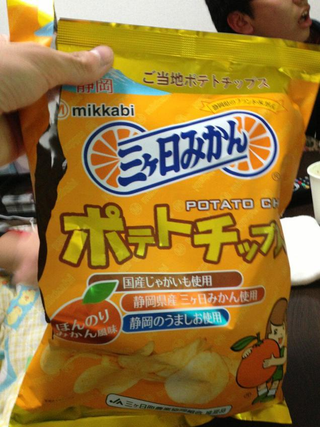 静岡
ご当地ポテトチップス
mikkabi
三ケ日みかん
POTATO CH
ポテトチップス
国産じゃがいも使用
静岡県産 三ケ日みかん使用
静岡のうましお使用
ほんのり
みかん風味